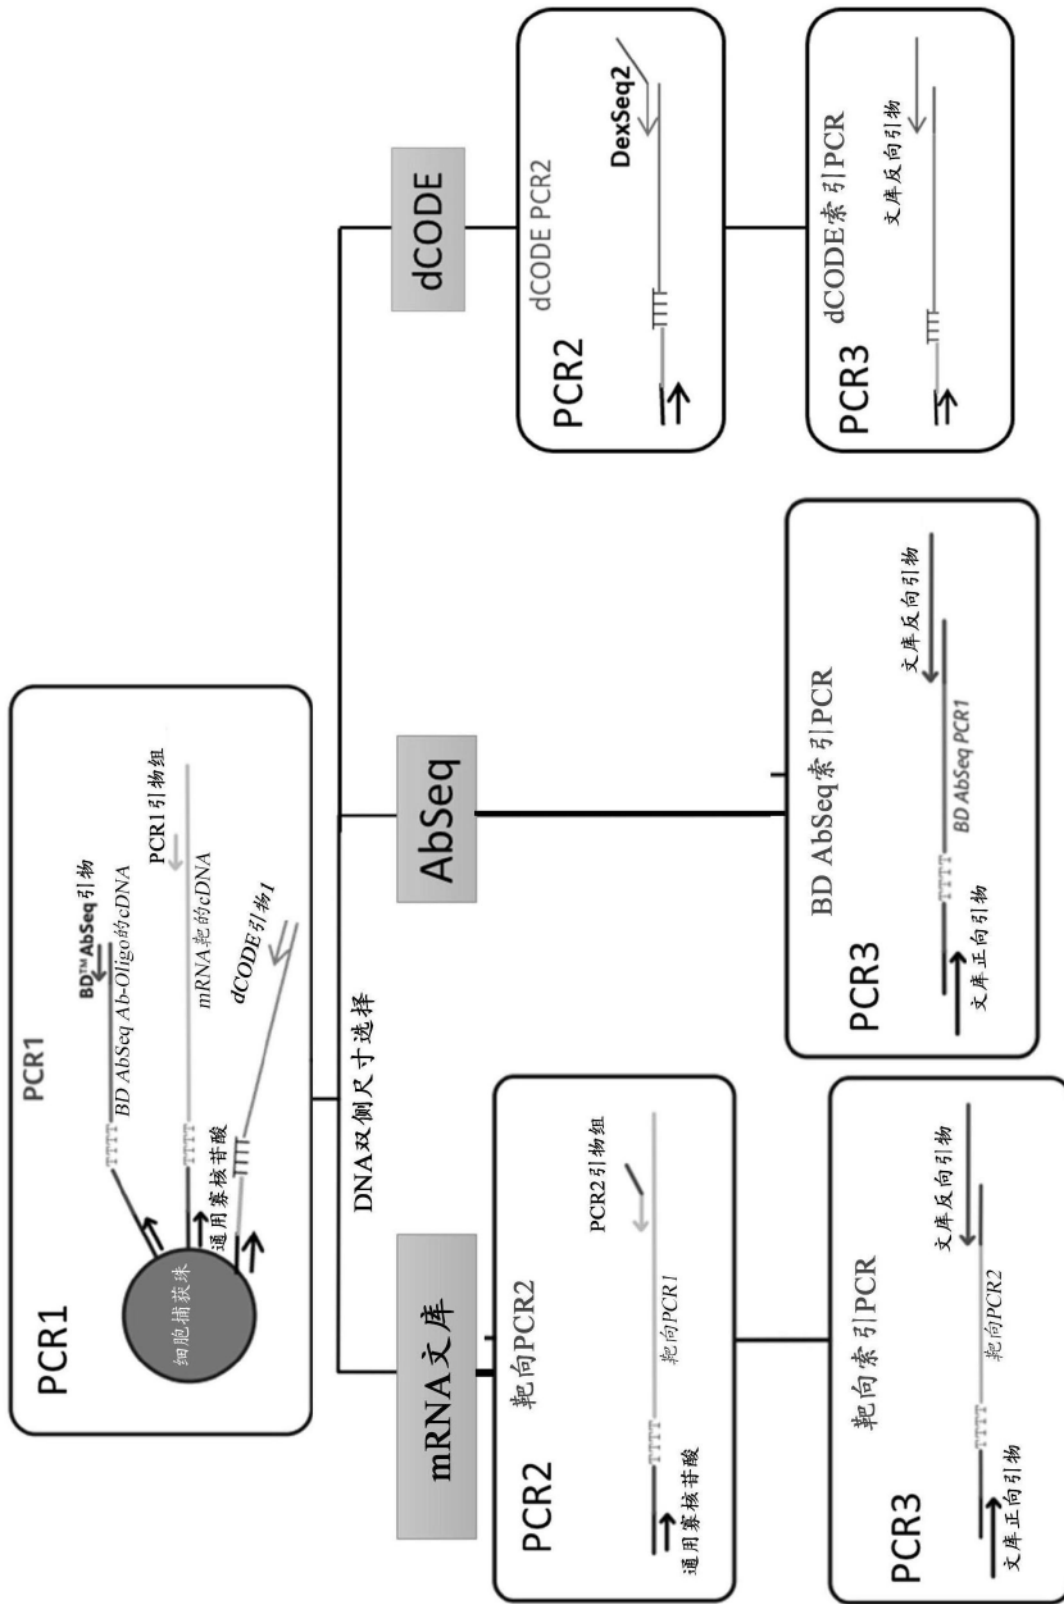 PCR1
PCR1
BD™ AbSeq引物
BD AbSeq Ab-Oligo的cDNA
TTTT
PCR1引物组
mRNA靶的cDNA
TTTT
细胞捕获珠
通用寡核苷酸
TTTT
dCODE引物1
DNA双侧尺寸选择
mRNA文库
AbSeq
dCODE
PCR2
靶向PCR2
PCR2引物组
TTTT
靶向PCR1
通用寡核苷酸
PCR3
靶向索引PCR
文库反向引物
TTTT
靶向PCR2
文库正向引物
PCR3
BD AbSeq索引PCR
文库反向引物
TTTT
BD AbSeq PCR1
文库正向引物
PCR2
dCODE PCR2
DexSeq2
TTTT
PCR3
dCODE索引PCR
文库反向引物
TTTT